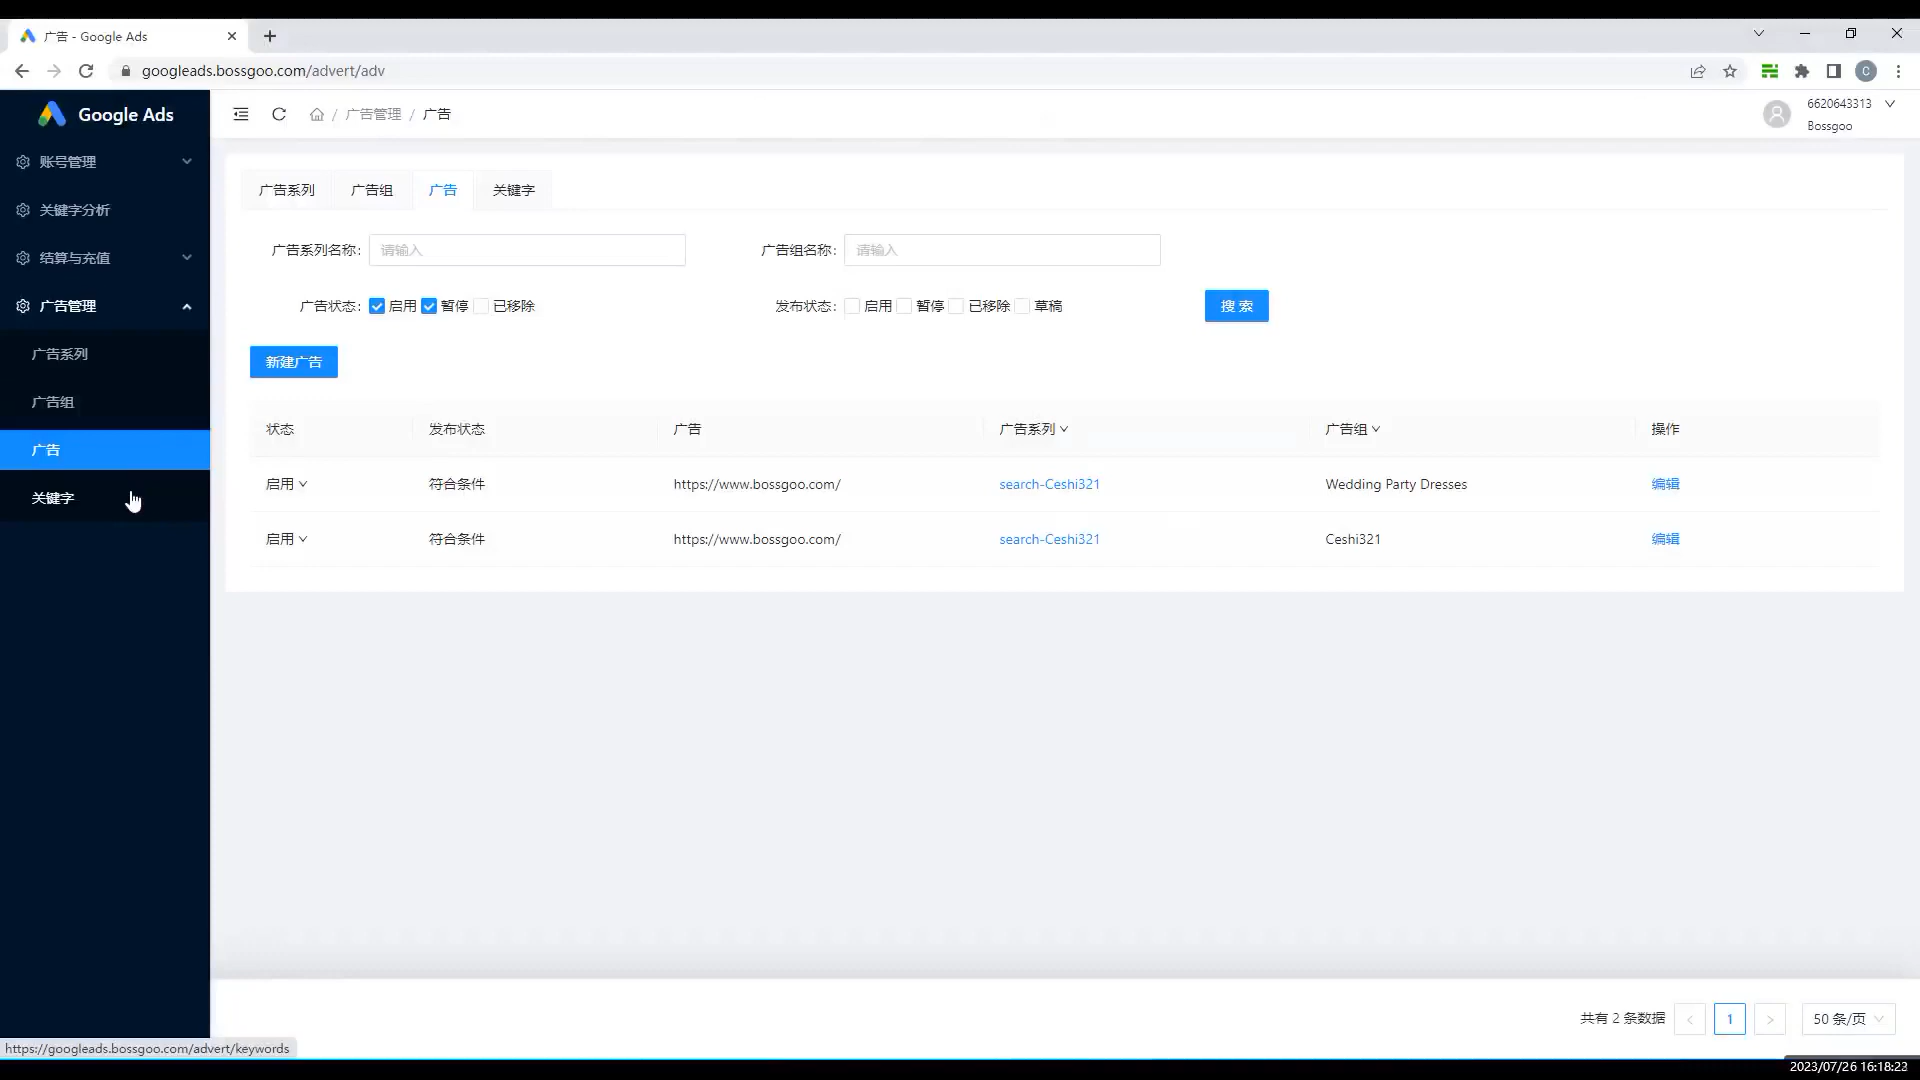 广告 - Google Ads
googleads.bossgoo.com/advert/adv
C
Google Ads
广告管理 / 广告
6620643313
Bossgoo
账号管理
关键字分析
结算与充值
广告管理
广告系列
广告组
广告
关键字
广告系列 广告组 广告 关键字
广告系列名称: 请输入 广告组名称: 请输入
广告状态: 启用 暂停 已移除 发布状态: 启用 暂停 已移除 草稿 搜 索
新建广告
状态 发布状态 广告 广告系列 广告组 操作
启用 符合条件 https://www.bossgoo.com/ search-Ceshi321 Wedding Party Dresses 编辑
启用 符合条件 https://www.bossgoo.com/ search-Ceshi321 Ceshi321 编辑
共有 2 条数据 < 1 > 50 条/页
https://googleads.bossgoo.com/advert/keywords
2023/07/26 16:18:23